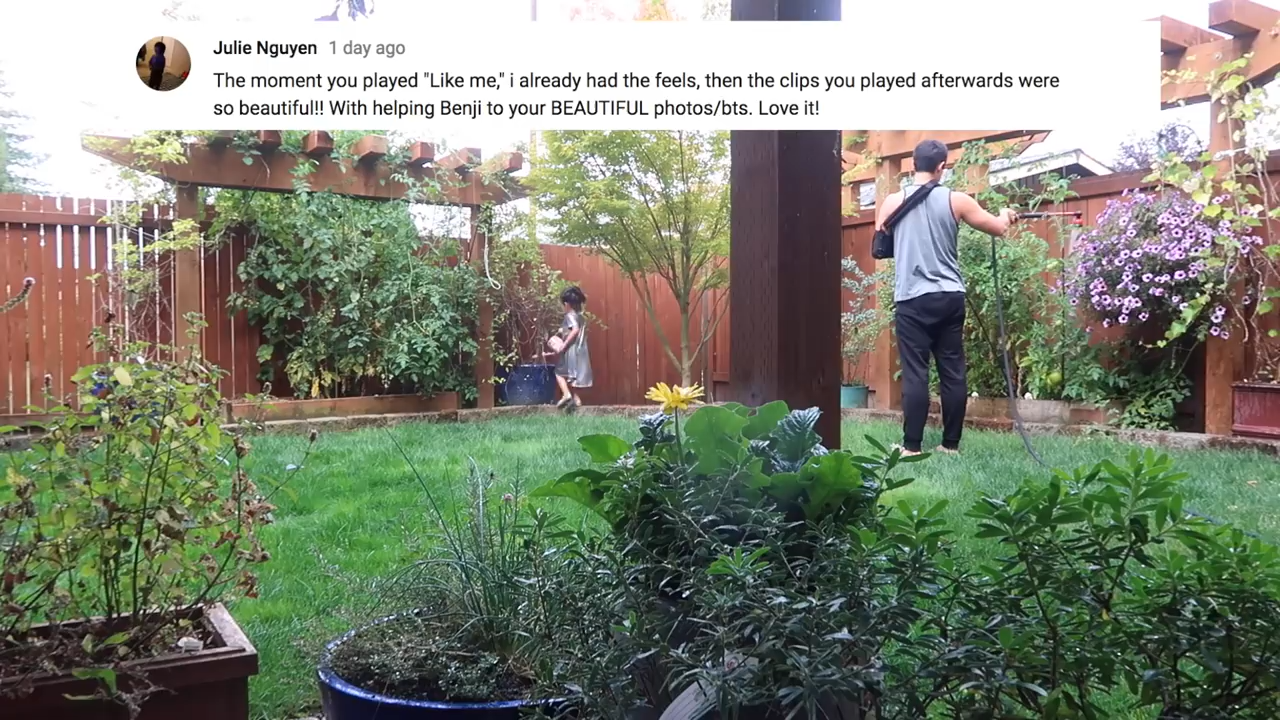 Julie Nguyen 1 day ago
The moment you played "Like me," i already had the feels, then the clips you played afterwards were
so beautiful!! With helping Benji to your BEAUTIFUL photos/bts. Love it!